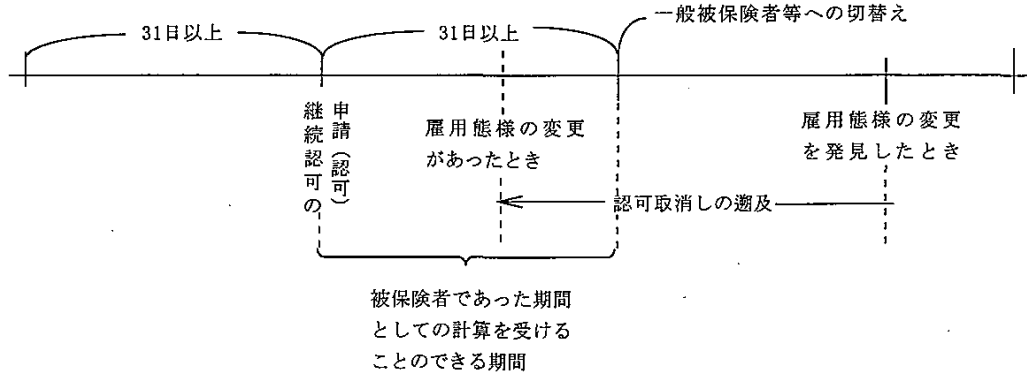 一般被保険者等への切替え
31日以上
31日以上
継続認可の
申請(認可)
雇用態様の変更
があったとき
雇用態様の変更
を発見したとき
認可取消しの遡及
被保険者であった期間
としての計算を受ける
ことのできる期間